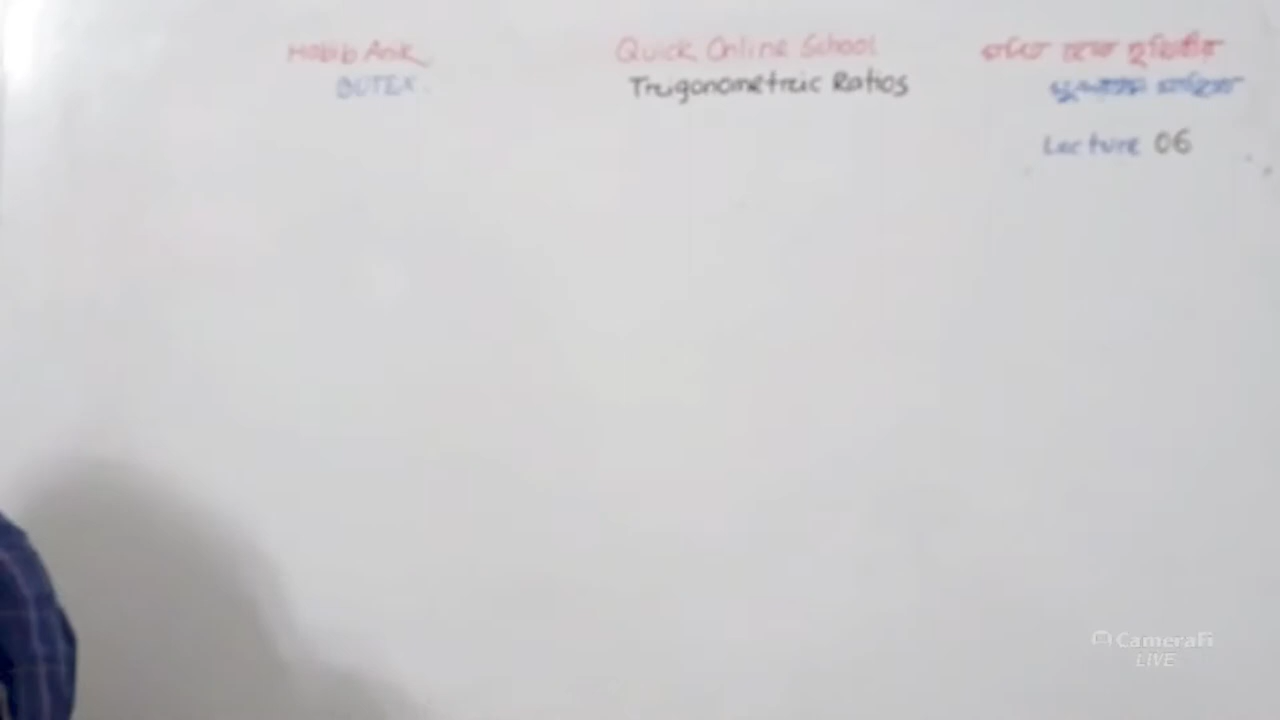 Habib Anik
BUTEX.
Quick Online School
Trigonometric Ratios
Lecture 06
CameraFi
LIVE